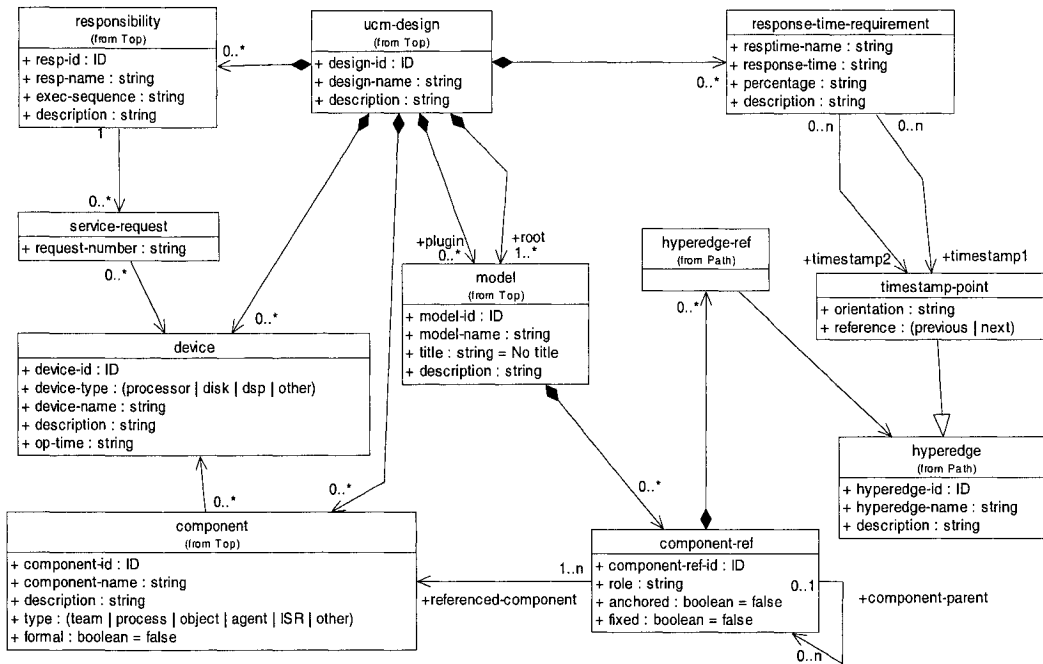 responsibility
(from Top)
+ resp-id : ID
+ resp-name : string
+ exec-sequence : string
+ description : string
1
0..*
ucm-design
(from Top)
+ design-id : ID
+ design-name : string
+ description : string
0..*
response-time-requirement
+ resptime-name : string
+ response-time : string
+ percentage : string
+ description : string
0..n
0..n
0..*
service-request
+ request-number : string
0..*
0..*
+plugin
0..*
+root
1..*
hyperedge-ref
(from Path)
0..*
+timestamp2
+timestamp1
timestamp-point
+ orientation : string
+ reference : (previous | next)
model
(from Top)
+ model-id : ID
+ model-name : string
+ title : string = No title
+ description : string
device
+ device-id : ID
+ device-type : (processor | disk | dsp | other)
+ device-name : string
+ description : string
+ op-time : string
hyperedge
(from Path)
+ hyperedge-id : ID
+ hyperedge-name : string
+ description : string
0..*
0..*
0..*
component
(from Top)
+ component-id : ID
+ component-name : string
+ description : string
+ type : (team | process | object | agent | ISR | other)
+ formal : boolean = false
1..n
+referenced-component
component-ref
+ component-ref-id : ID
+ role : string
+ anchored : boolean = false
+ fixed : boolean = false
0..1
+component-parent
0..n